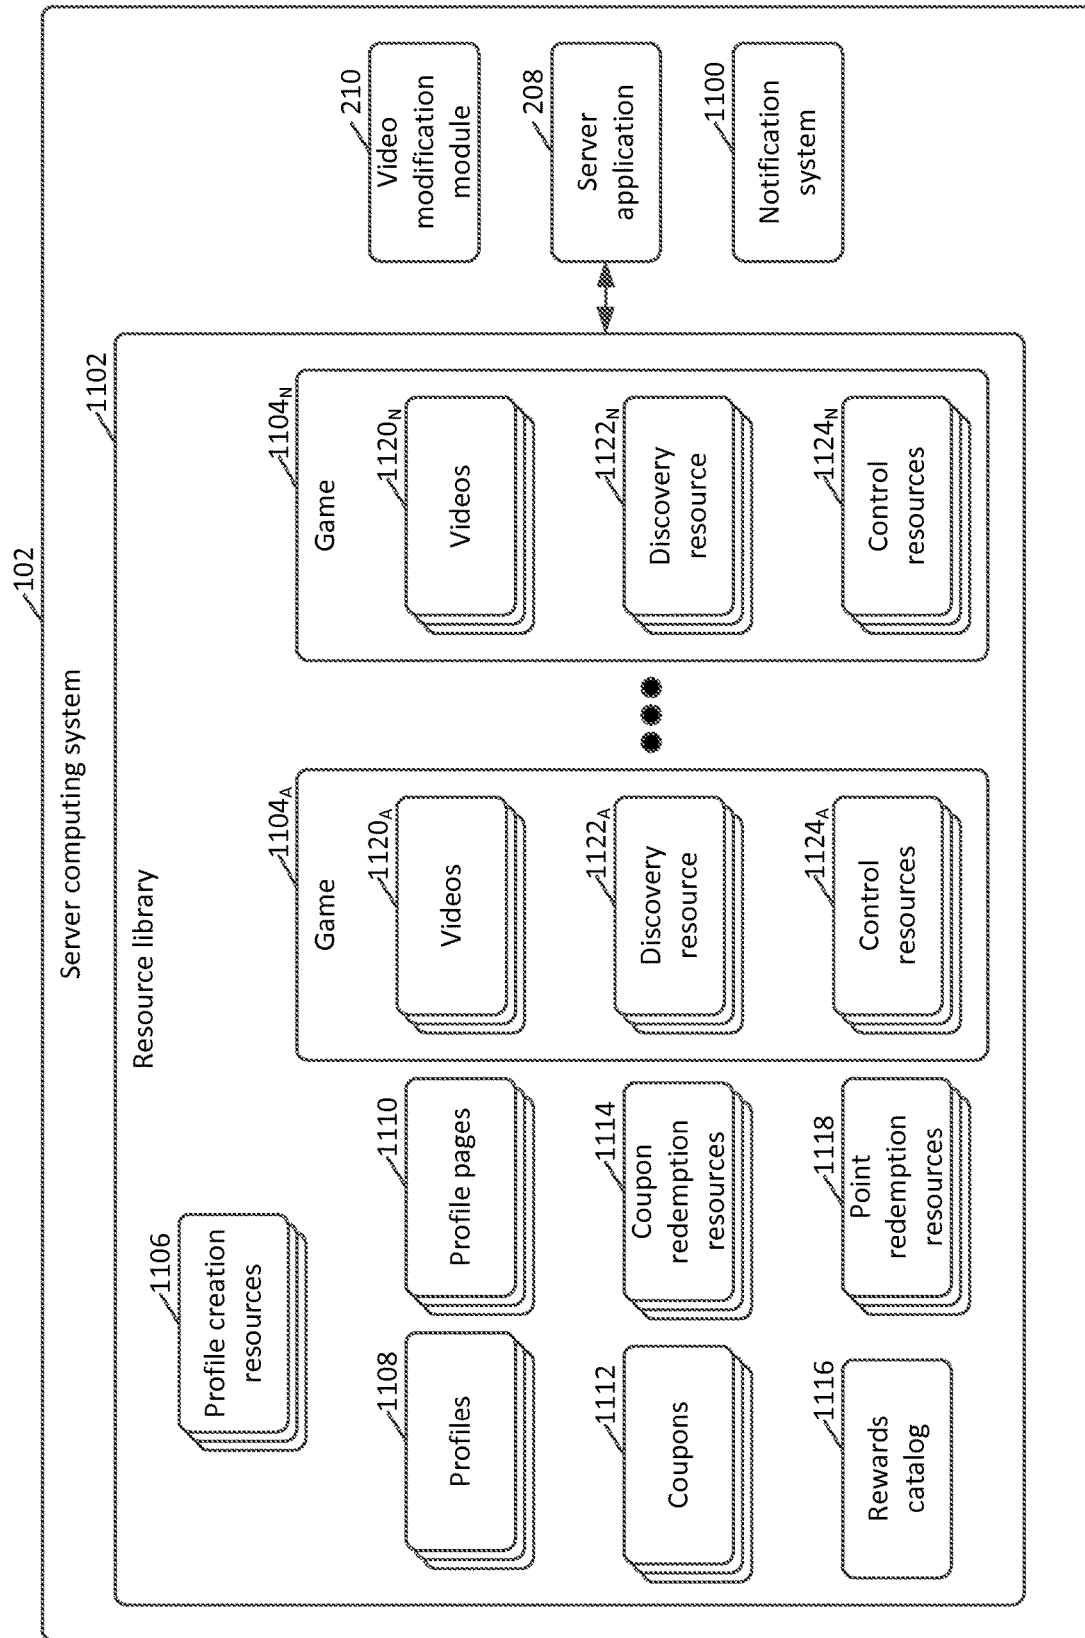 102
Server computing system
1102
Resource library
1106
Profile creation
resources
1108
Profiles
1110
Profile pages
1112
Coupons
1114
Coupon
redemption
resources
1116
Rewards
catalog
1118
Point
redemption
resources
1104A
Game
1120A
Videos
1122A
Discovery
resource
1124A
Control
resources
1104N
Game
1120N
Videos
1122N
Discovery
resource
1124N
Control
resources
210
Video
modification
module
208
Server
application
1100
Notification
system